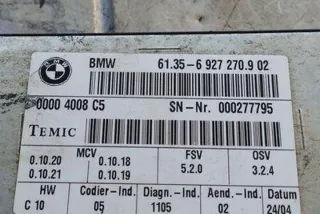 BMW
BMW 61.35-6 927 270.9 02
0000 4008 C5 SN-Nr. 000277795
TEMIC
MCV FSV OSV
0.10.20 0.10.18 5.2.0 3.2.4
0.10.21 0.10.19
HW Codier-Ind. Diagn.-Ind. Aend.-Ind. Datum
C 10 05 1105 02 24/04